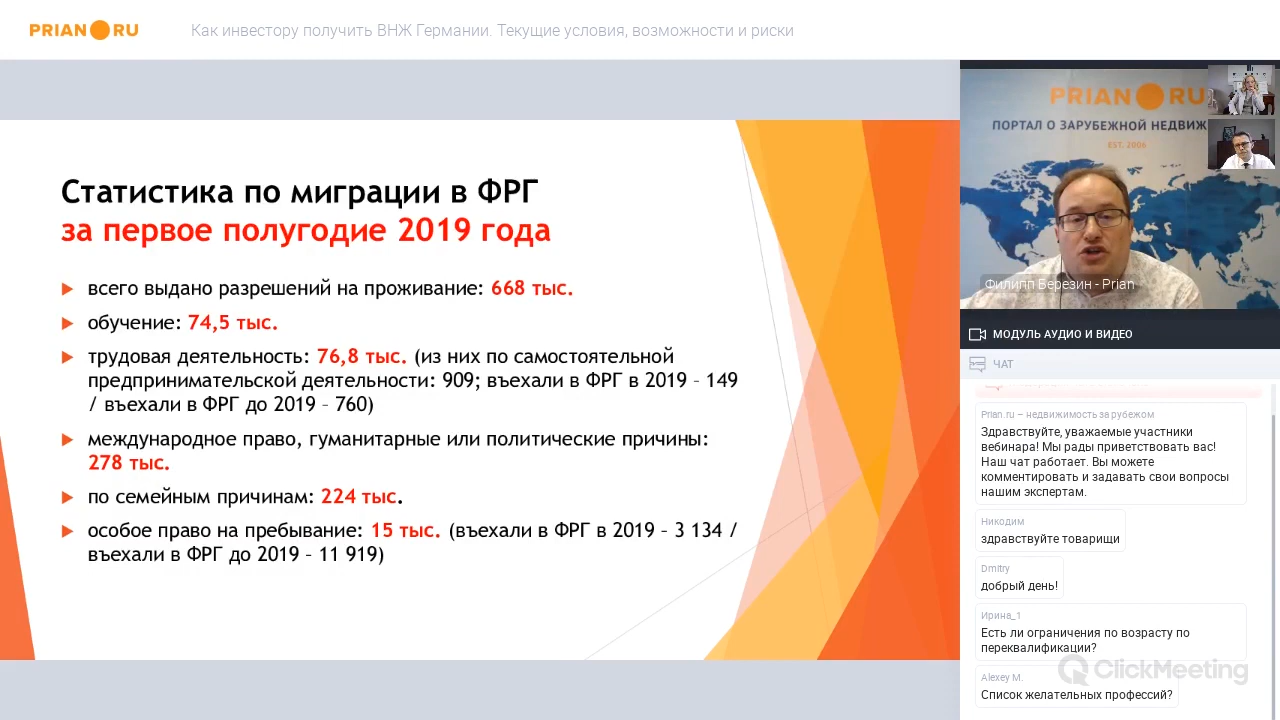 PRIAN RU
Как инвестору получить ВНЖ Германии. Текущие условия, возможности и риски
Статистика по миграции в ФРГ
за первое полугодие 2019 года
всего выдано разрешений на проживание: 668 тыс.
обучение: 74,5 тыс.
трудовая деятельность: 76,8 тыс. (из них по самостоятельной
предпринимательской деятельности: 909; въехали в ФРГ в 2019 – 149
/ въехали в ФРГ до 2019 – 760)
международное право, гуманитарные или политические причины:
278 тыс.
по семейным причинам: 224 тыс.
особое право на пребывание: 15 тыс. (въехали в ФРГ в 2019 – 3 134 /
въехали в ФРГ до 2019 – 11 919)
PRIAN RU
ПОРТАЛ О ЗАРУБЕЖНОЙ НЕДВИЖ
EST. 2006
Филипп Березин - Prian
МОДУЛЬ АУДИО И ВИДЕО
ЧАТ
Prian.ru – недвижимость за рубежом
Здравствуйте, уважаемые участники
вебинара! Мы рады приветствовать вас!
Наш чат работает. Вы можете
комментировать и задавать свои вопросы
нашим экспертам.
Никодим
здравствуйте товарищи
Dmitry
добрый день!
Ирина_1
Есть ли ограничения по возрасту по
переквалификации?
ClickMeeting
Alexey M.
Список желательных профессий?